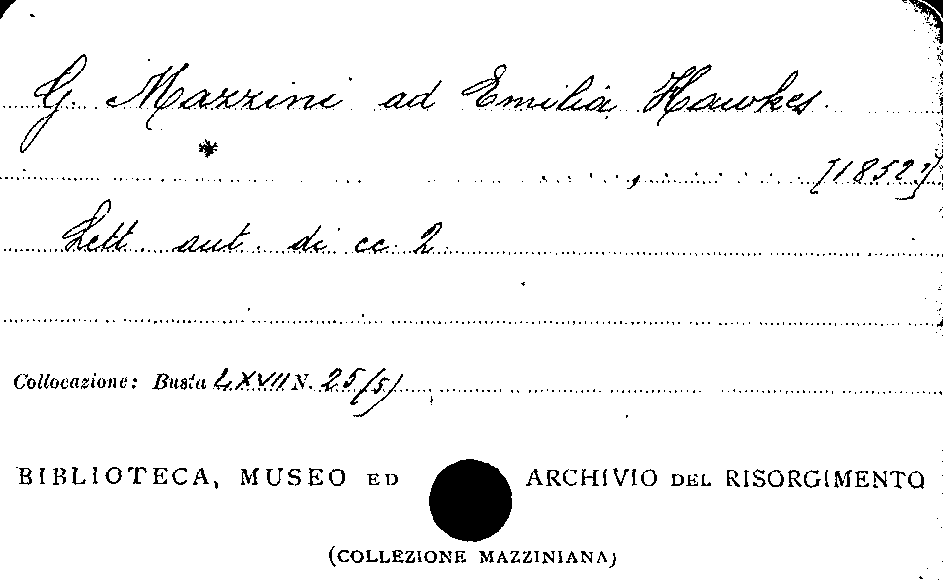 G. Mazzini ad Emilia Hawkes.
*
[1852?]
Lett. aut. di cc. 2
Collocazione: Busta LXVII N. 25/(5)
BIBLIOTECA, MUSEO ED ARCHIVIO DEL RISORGIMENTO
(COLLEZIONE MAZZINIANA)